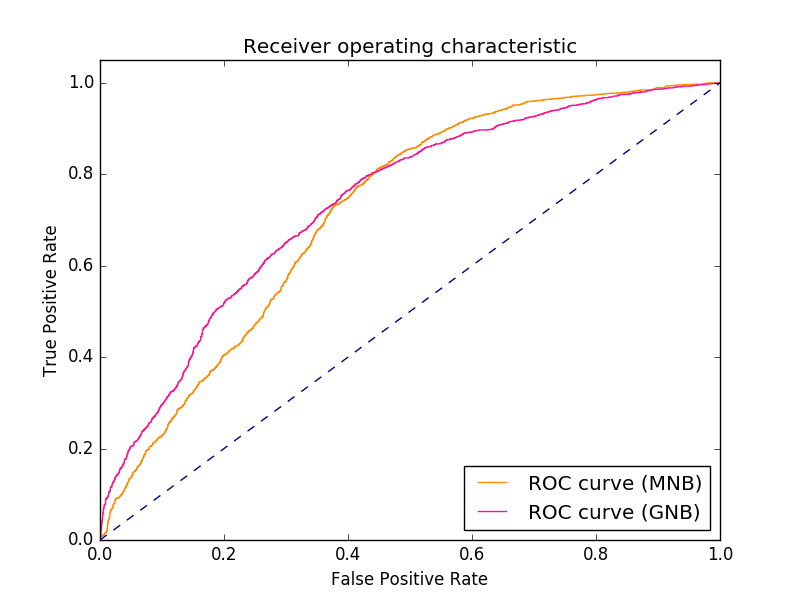 Receiver operating characteristic
1.0
0.8
0.6
0.4
0.2
0.0
True Positive Rate
0.0 0.2 0.4 0.6 0.8 1.0
False Positive Rate
ROC curve (MNB)
ROC curve (GNB)